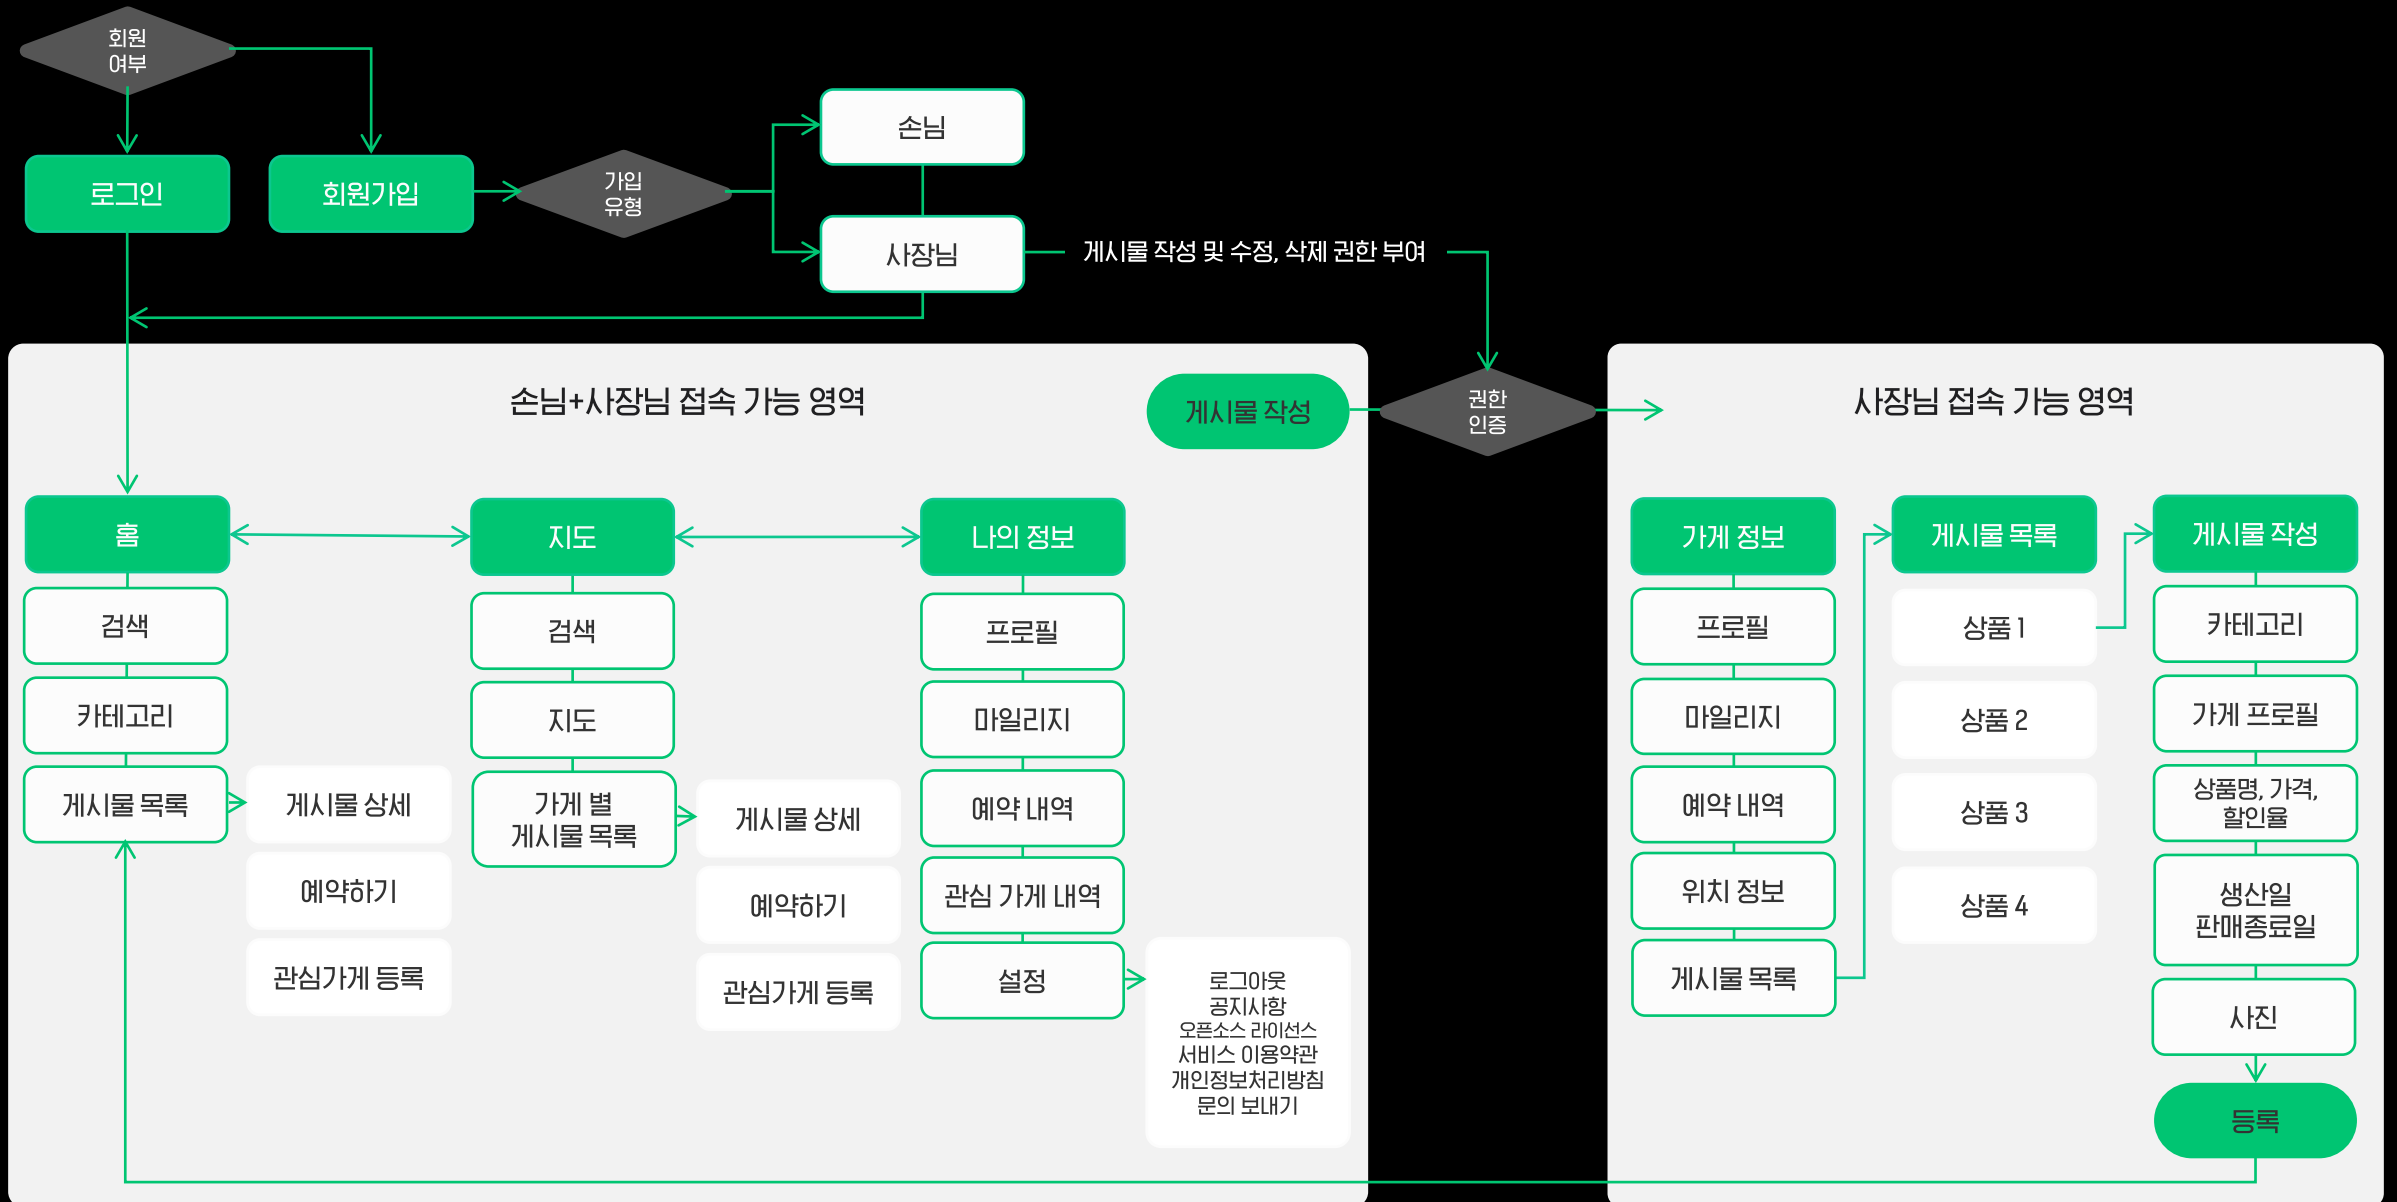 회원
여부
로그인
회원가입
가입
유형
손님
사장님
게시물 작성 및 수정, 삭제 권한 부여
손님+사장님 접속 가능 영역
게시물 작성
권한
인증
사장님 접속 가능 영역
홈
검색
카테고리
게시물 목록
게시물 상세
예약하기
관심가게 등록
지도
검색
지도
가게 별
게시물 목록
게시물 상세
예약하기
관심가게 등록
나의 정보
프로필
마일리지
예약 내역
관심 가게 내역
설정
로그아웃
공지사항
오픈소스 라이선스
서비스 이용약관
개인정보처리방침
문의 보내기
가게 정보
프로필
마일리지
예약 내역
위치 정보
게시물 목록
게시물 목록
상품 1
상품 2
상품 3
상품 4
게시물 작성
카테고리
가게 프로필
상품명, 가격,
할인율
생산일
판매종료일
사진
등록